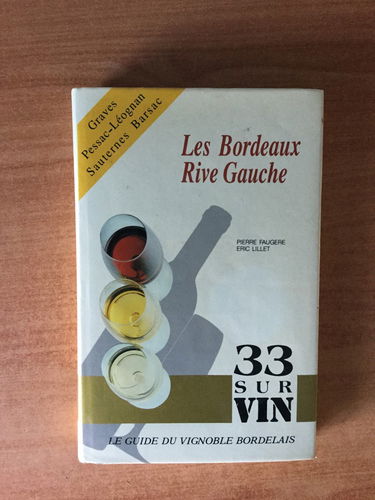 Graves
Pessac-Léognan
Sauternes Barsac
Les Bordeaux
Rive Gauche
PIERRE FAUGERE
ERIC LILLET
33
SUR
VIN
LE GUIDE DU VIGNOBLE BORDELAIS